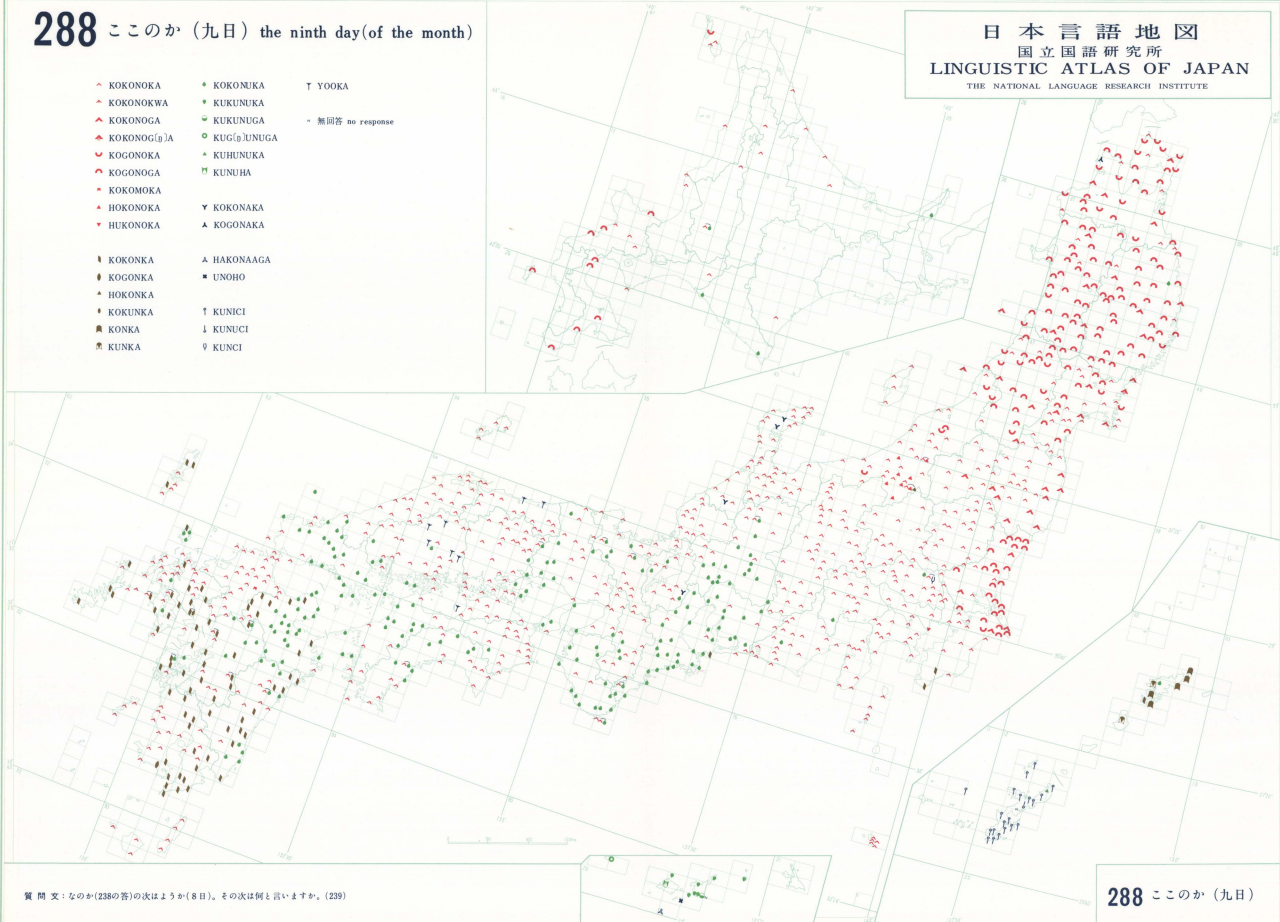 288 ここのか（九日）the ninth day(of the month)
日本言語地図
国立国語研究所
LINGUISTIC ATLAS OF JAPAN
THE NATIONAL LANGUAGE RESEARCH INSTITUTE
KOKONOKA
KOKONOKWA
KOKONOGA
KOKONOG[ŋ]A
KOGONOKA
KOGONOGA
KOKOMOKA
HOKONOKA
HUKONOKA
KOKONKA
KOGONKA
HOKONKA
KOKUNKA
KONKA
KUNKA
KOKONUKA
KUKUNUKA
KUKUNUGA
KUG[ŋ]UNUGA
KUHUNUKA
KUNUHA
KOKONAKA
KOGONAKA
HAKONAAGA
UNOHO
KUNICI
KUNUCI
KUNCI
YOOKA
無回答 no response
質問文：なのか(238の答)の次はようか(8日)。その次は何と言いますか。(239)
288 ここのか（九日）